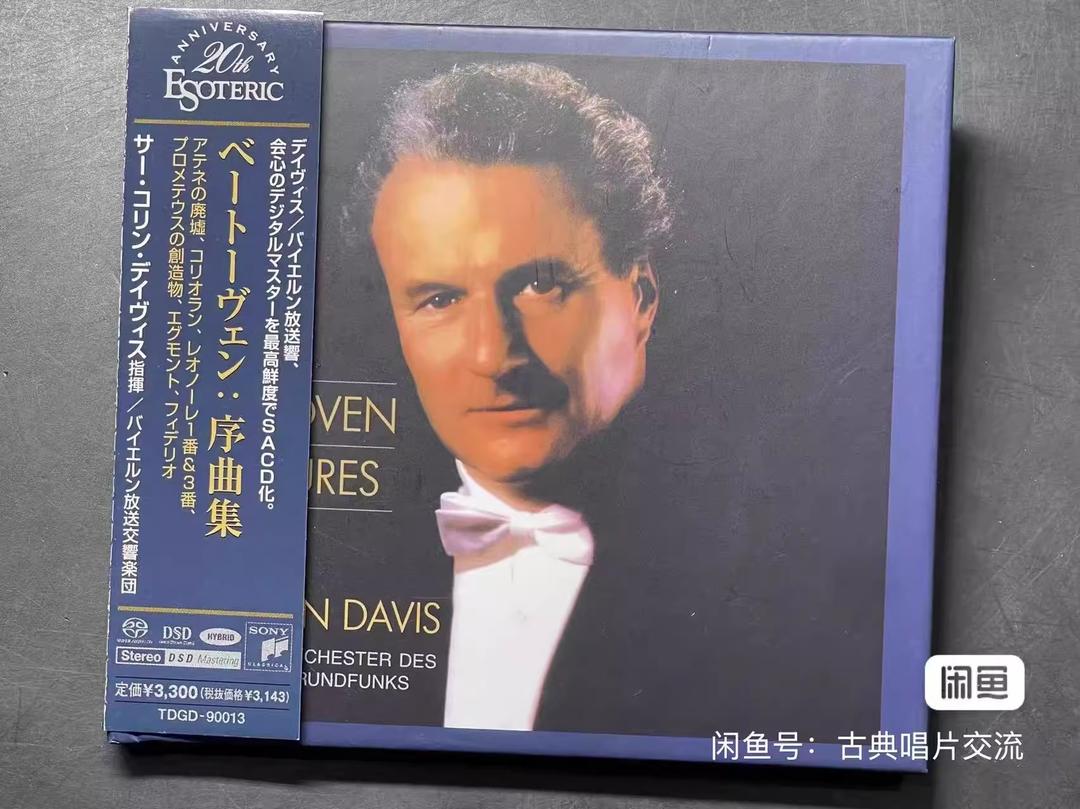 ANNIVERSARY
20th
ESOTERIC
デイヴィス/バイエルン放送響、
会心のデジタルマスターを最高鮮度でSACD化。
ベートーヴェン:序曲集
アテネの廃墟、コリオラン、レオノーレ1番&3番、
プロメテウスの創造物、エグモント、フィデリオ
サー・コリン・デイヴィス指揮/バイエルン放送交響楽団
DSD
HYBRID
SONY
CLASSICAL
Stereo
DSD Mastering
定価¥3,300(税抜価格¥3,143)
TDGD-90013
OVEN
URES
N DAVIS
CHESTER DES
RUNDFUNKS
闲鱼
闲鱼号：古典唱片交流